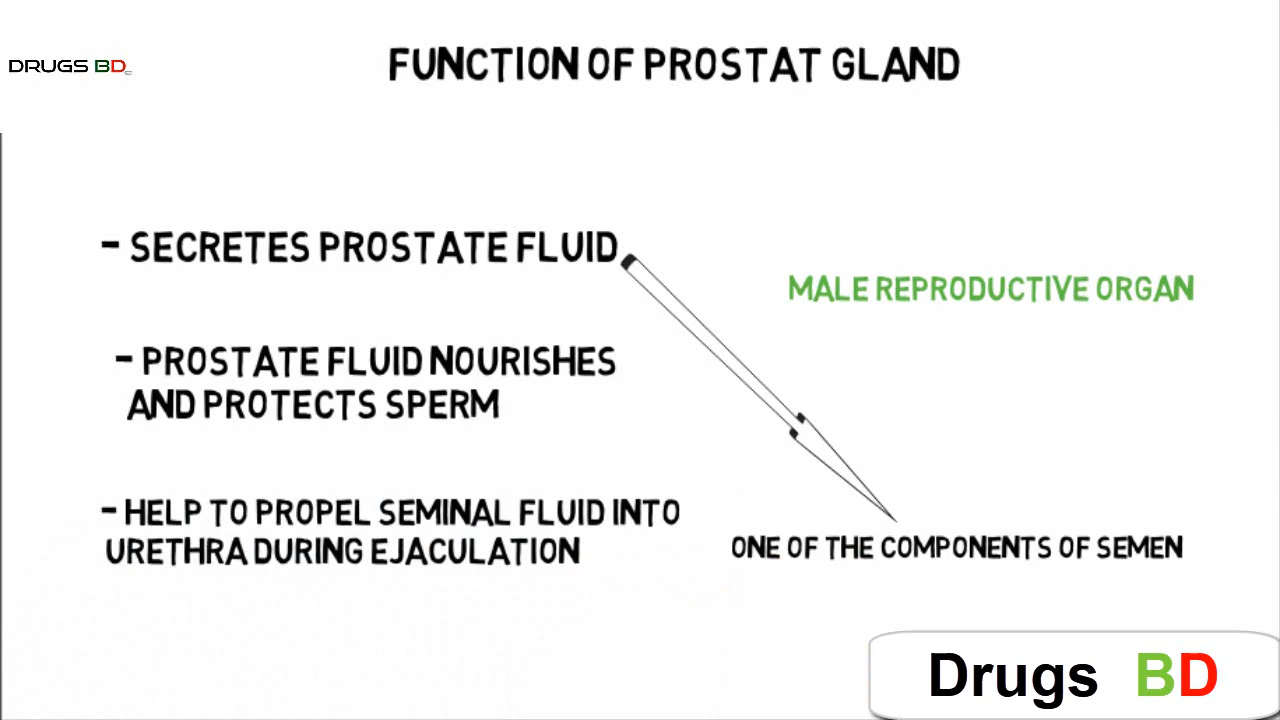 DRUGS BD
FUNCTION OF PROSTAT GLAND
- SECRETES PROSTATE FLUID
MALE REPRODUCTIVE ORGAN
- PROSTATE FLUID NOURISHES
AND PROTECTS SPERM
- HELP TO PROPEL SEMINAL FLUID INTO
URETHRA DURING EJACULATION
ONE OF THE COMPONENTS OF SEMEN
Drugs BD